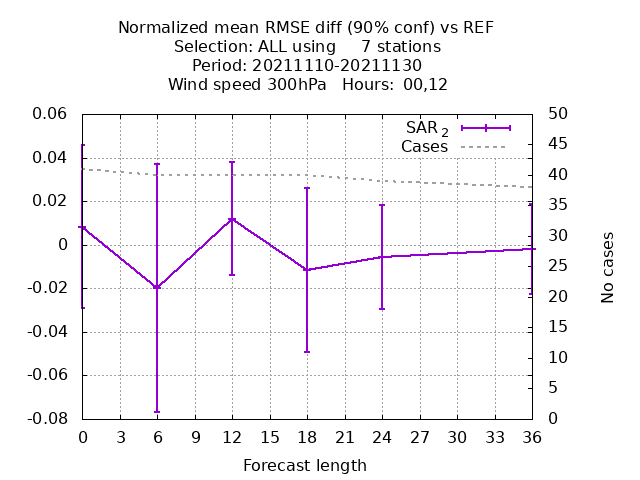 Normalized mean RMSE diff (90% conf) vs REF
Selection: ALL using 7 stations
Period: 20211110-20211130
Wind speed 300hPa Hours: 00,12
SAR 2
Cases
0.06
0.04
0.02
0
-0.02
-0.04
-0.06
-0.08
50
45
40
35
30
25
20
15
10
5
0
No cases
0 3 6 9 12 15 18 21 24 27 30 33 36
Forecast length